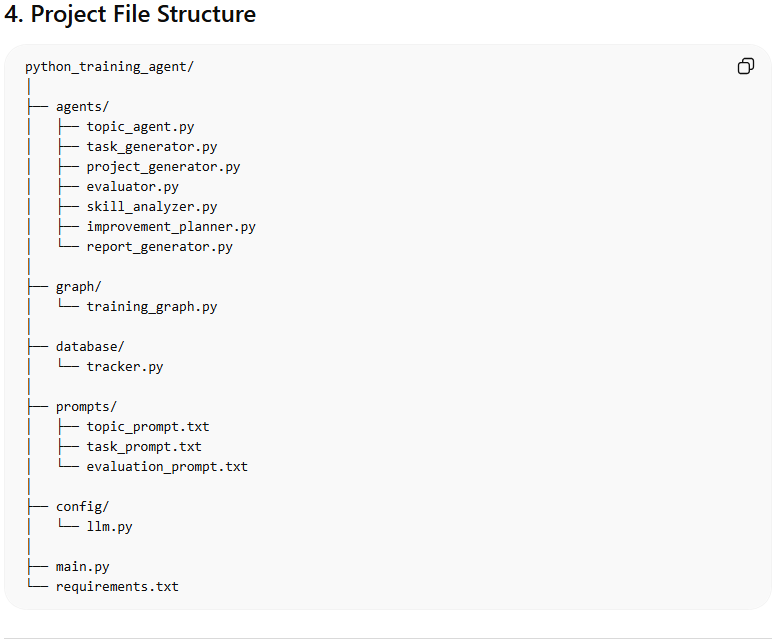 4. Project File Structure
python_training_agent/
│
├── agents/
│   ├── topic_agent.py
│   ├── task_generator.py
│   ├── project_generator.py
│   ├── evaluator.py
│   ├── skill_analyzer.py
│   ├── improvement_planner.py
│   └── report_generator.py
│
├── graph/
│   └── training_graph.py
│
├── database/
│   └── tracker.py
│
├── prompts/
│   ├── topic_prompt.txt
│   ├── task_prompt.txt
│   └── evaluation_prompt.txt
│
├── config/
│   └── llm.py
│
├── main.py
└── requirements.txt